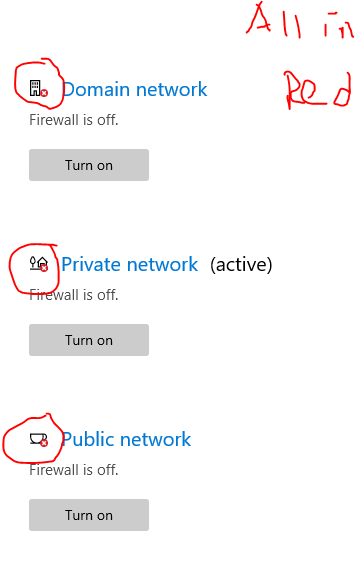 All in
Red
Domain network
Firewall is off.
Turn on
Private network (active)
Firewall is off.
Turn on
Public network
Firewall is off.
Turn on